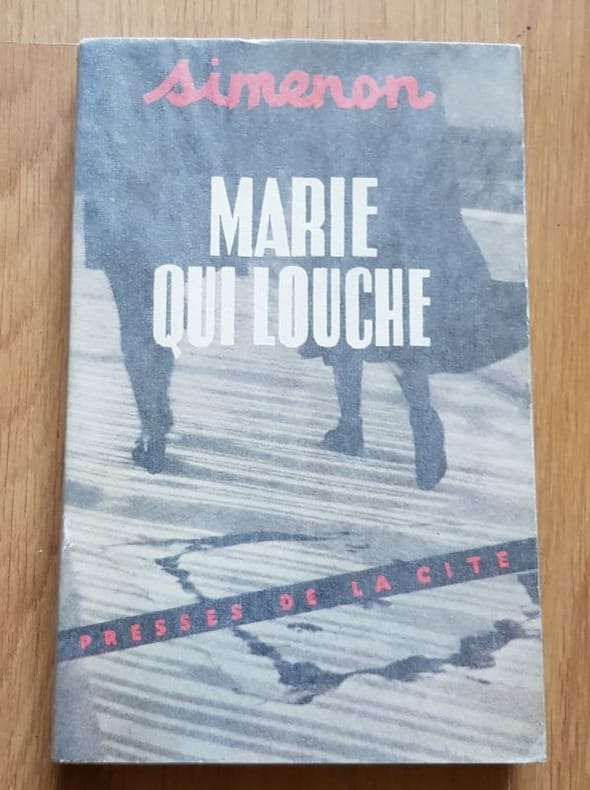 simenon
MARIE
QUI LOUCHE
PRESSES DE LA CITE